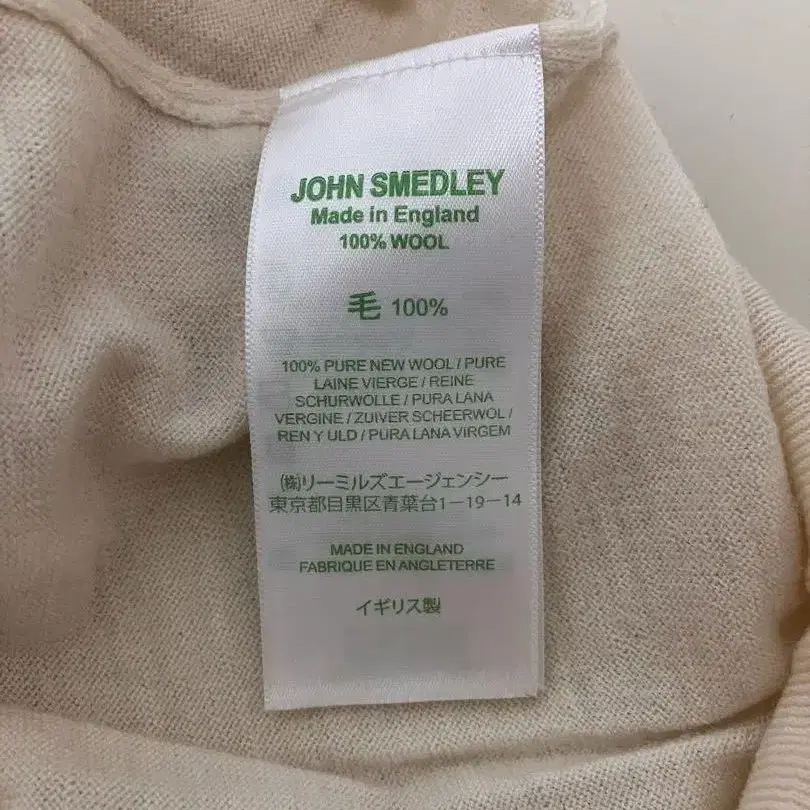 JOHN SMEDLEY
Made in England
100% WOOL
毛 100%
100% PURE NEW WOOL / PURE
LAINE VIERGE / REINE
SCHURWOLLE / PURA LANA
VERGINE / ZUIVER SCHEERWOL /
REN Y ULD / PURA LANA VIRGEM
㈱リーミルズエージェンシー
東京都目黒区青葉台1-19-14
MADE IN ENGLAND
FABRIQUE EN ANGLETERRE
イギリス製